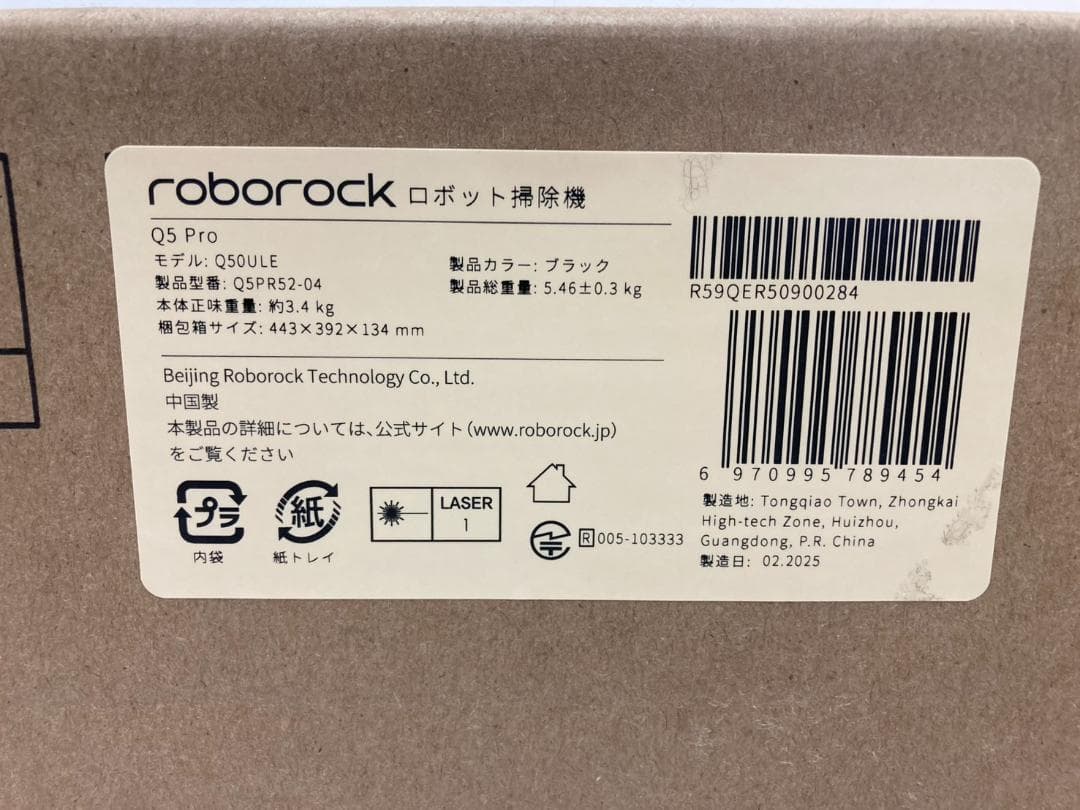 roborock ロボット掃除機
Q5 Pro
モデル: Q50ULE
製品型番: Q5PR52-04
本体正味重量: 約3.4 kg
梱包箱サイズ: 443×392×134 mm
製品カラー: ブラック
製品総重量: 5.46±0.3 kg
Beijing Roborock Technology Co., Ltd.
中国製
本製品の詳細については、公式サイト(www.roborock.jp)
をご覧ください
プラ
内袋
紙
紙トレイ
LASER
1
R 005-103333
R59QER50900284
6 970995 789454
製造地: Tongqiao Town, Zhongkai
High-tech Zone, Huizhou,
Guangdong, P.R. China
製造日: 02.2025